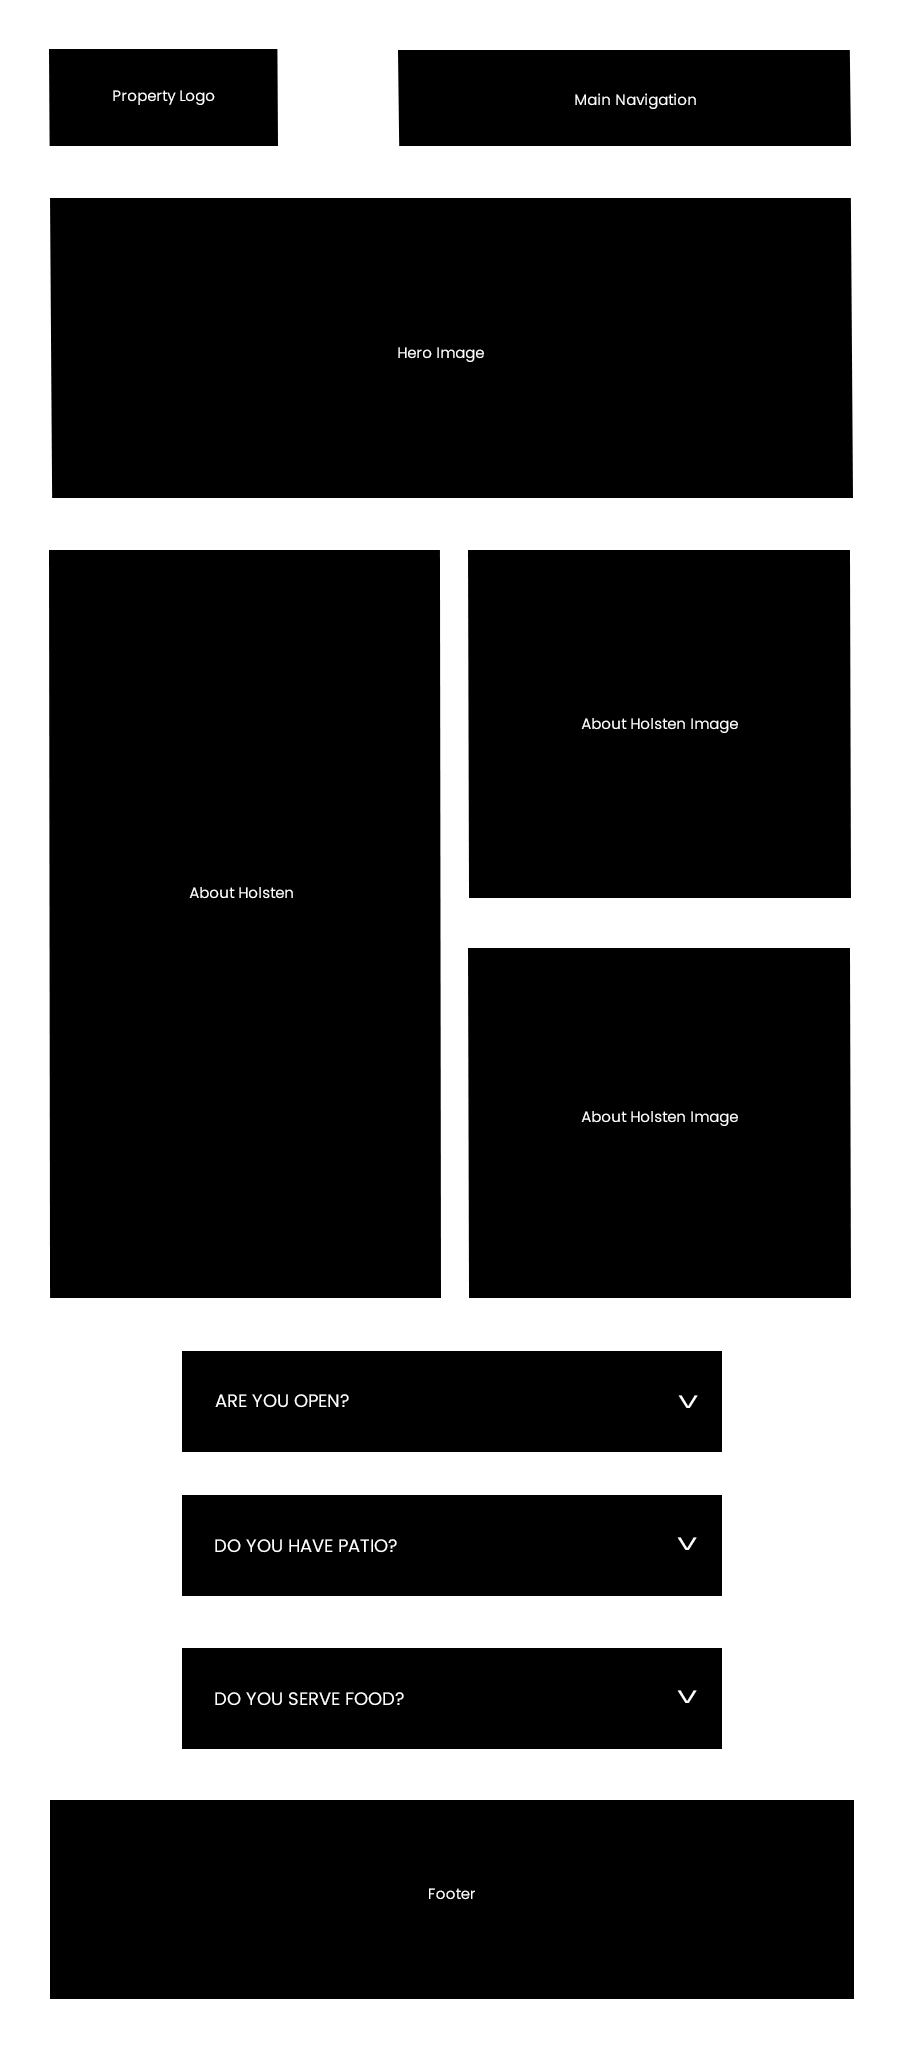 Property Logo
Main Navigation
Hero Image
About Holsten
About Holsten Image
About Holsten Image
ARE YOU OPEN?
DO YOU HAVE PATIO?
DO YOU SERVE FOOD?
Footer